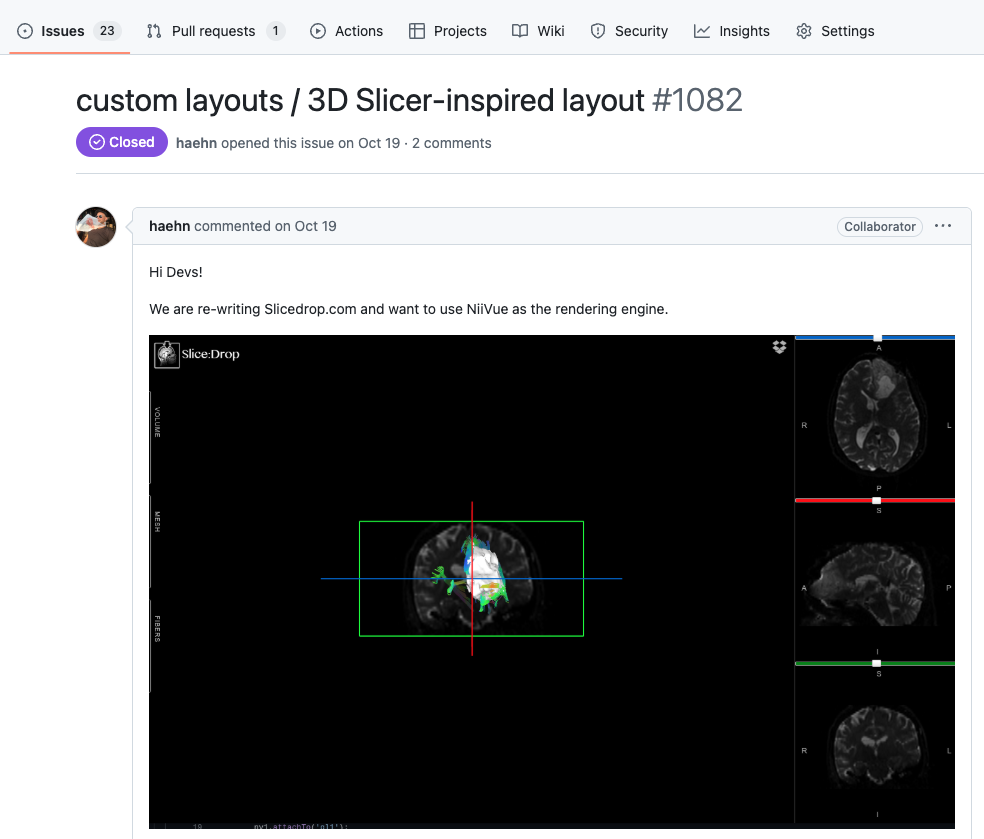 Issues 23 Pull requests 1 Actions Projects Wiki Security Insights Settings
custom layouts / 3D Slicer-inspired layout #1082
Closed haehn opened this issue on Oct 19 · 2 comments
haehn commented on Oct 19 Collaborator ...
Hi Devs!
We are re-writing Slicedrop.com and want to use NiiVue as the rendering engine.
Slice:Drop
VOLUME
MESH
FIBERS
A
R L
P
S
A P
I
S
R L
I
19 nv1.attachTo('gl1');